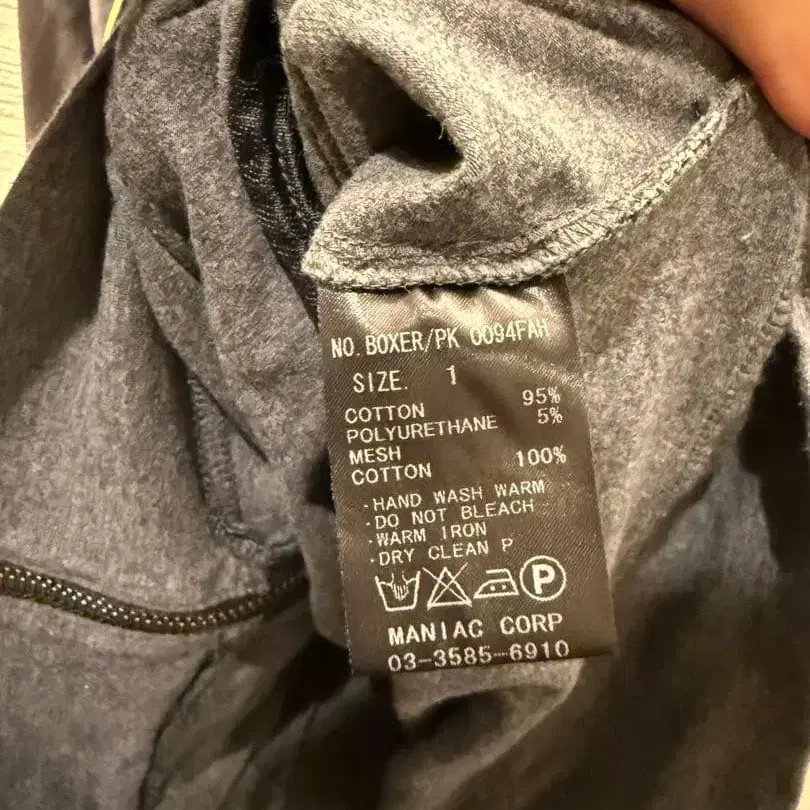 NO. BOXER/PK 0094FAH
SIZE. 1
COTTON 95%
POLYURETHANE 5%
MESH
COTTON 100%
·HAND WASH WARM
·DO NOT BLEACH
·WARM IRON
·DRY CLEAN P
P
MANIAC CORP
03-3585-6910